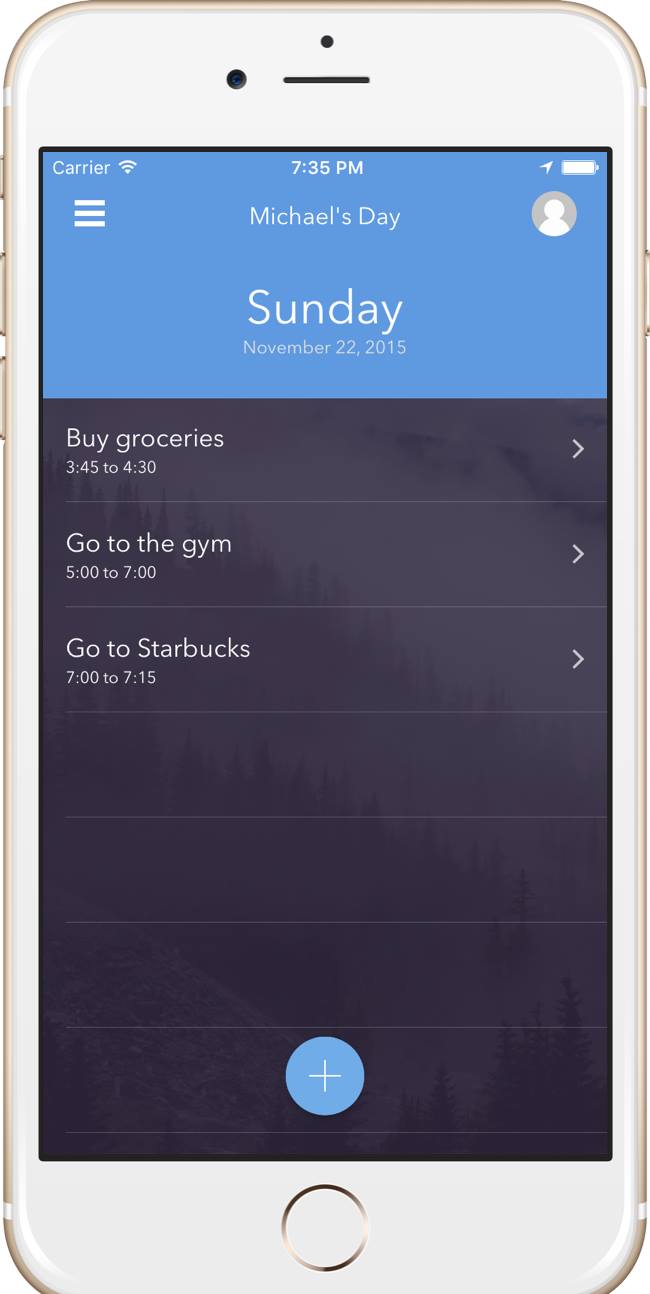 Carrier 7:35 PM
Michael's Day
Sunday
November 22, 2015
Buy groceries
3:45 to 4:30
Go to the gym
5:00 to 7:00
Go to Starbucks
7:00 to 7:15